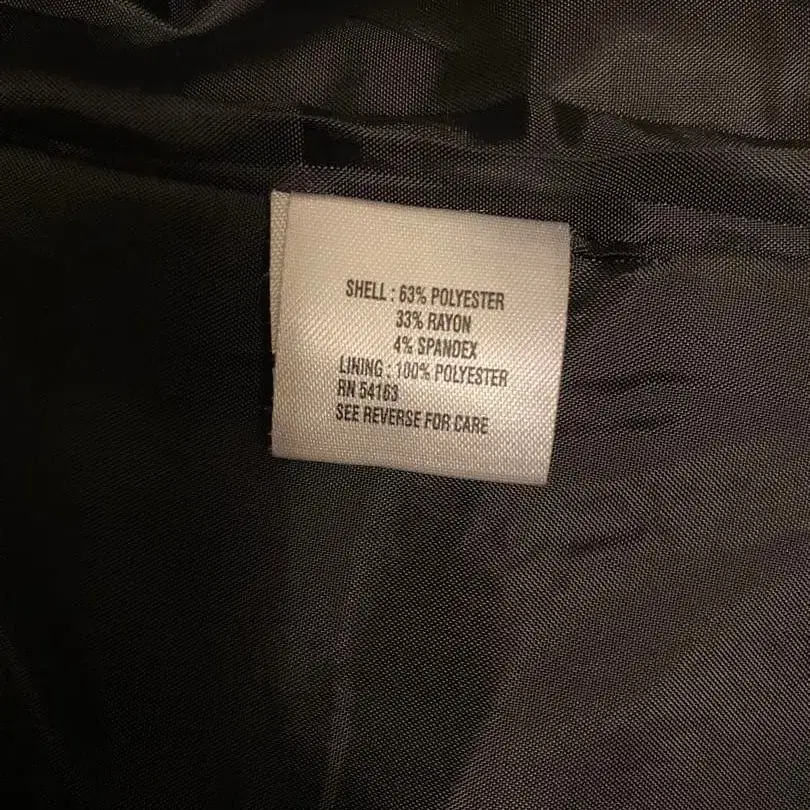 SHELL : 63% POLYESTER
33% RAYON
4% SPANDEX
LINING : 100% POLYESTER
RN 54163
SEE REVERSE FOR CARE